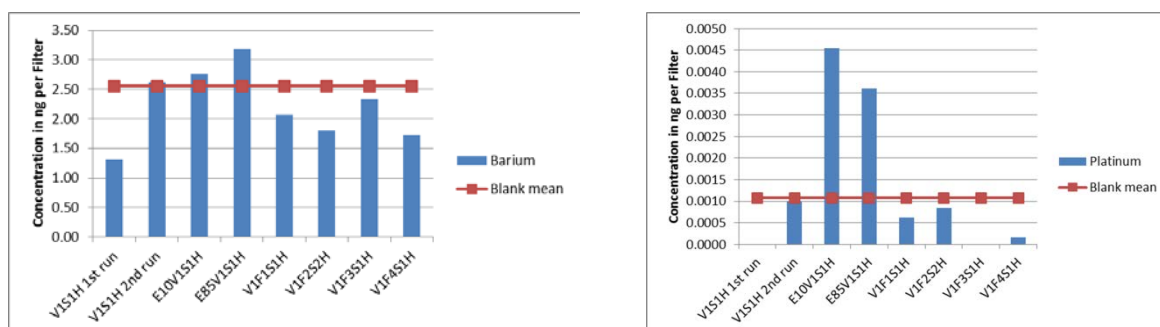 Concentration in ng per Filter
3.50
3.00
2.50
2.00
1.50
1.00
0.50
0.00
V1S1H 1st run
V1S1H 2nd run
E10V1S1H
E85V1S1H
V1F1S1H
V1F2S2H
V1F3S1H
V1F4S1H
Barium
Blank mean
Concentration in ng per Filter
0.0050
0.0045
0.0040
0.0035
0.0030
0.0025
0.0020
0.0015
0.0010
0.0005
0.0000
V1S1H 1st run
V1S1H 2nd run
E10V1S1H
E85V1S1H
V1F1S1H
V1F2S2H
V1F3S1H
V1F4S1H
Platinum
Blank mean